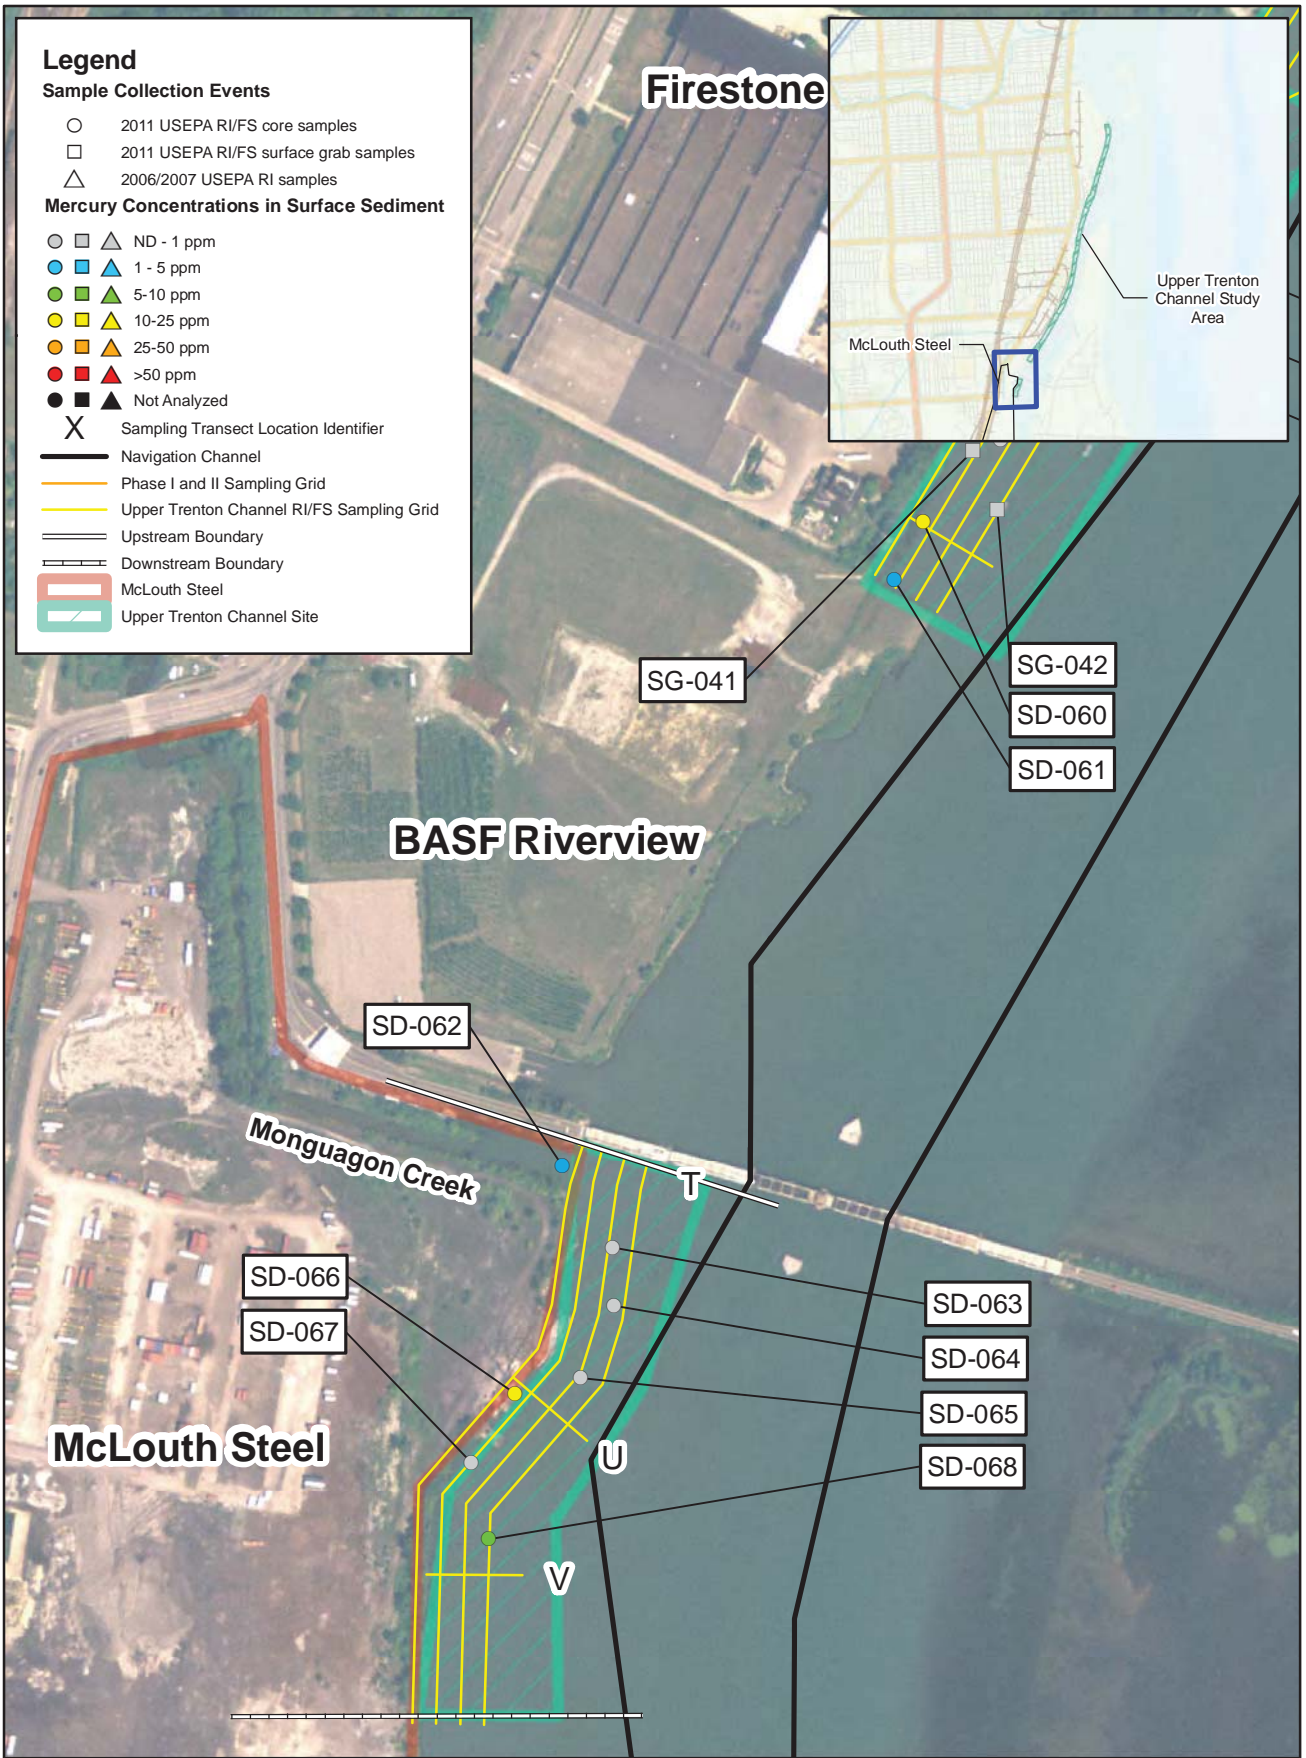 Legend
Sample Collection Events
2011 USEPA RI/FS core samples
2011 USEPA RI/FS surface grab samples
2006/2007 USEPA RI samples
Mercury Concentrations in Surface Sediment
ND - 1 ppm
1 - 5 ppm
5-10 ppm
10-25 ppm
25-50 ppm
>50 ppm
Not Analyzed
X Sampling Transect Location Identifier
Navigation Channel
Phase I and II Sampling Grid
Upper Trenton Channel RI/FS Sampling Grid
Upstream Boundary
Downstream Boundary
McLouth Steel
Upper Trenton Channel Site
Firestone
Upper Trenton
Channel Study
Area
McLouth Steel
SG-041
SG-042
SD-060
SD-061
BASF Riverview
SD-062
Monguagon Creek
T
SD-066
SD-067
SD-063
SD-064
SD-065
SD-068
McLouth Steel
U
V